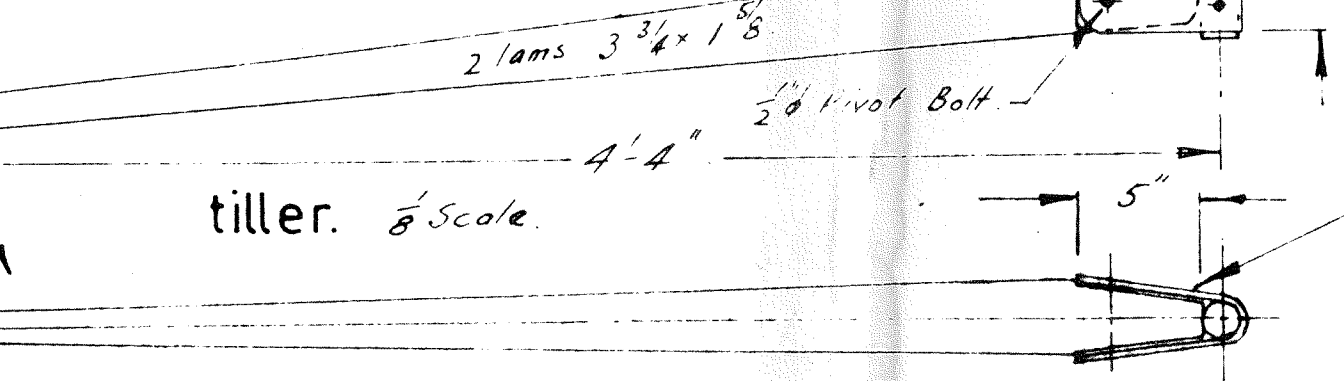 2 lams 3 3/4 x 1 5/8
1/2"ϕ Pivot Bolt.
4'-4"
5"
tiller. 1/8 Scale.